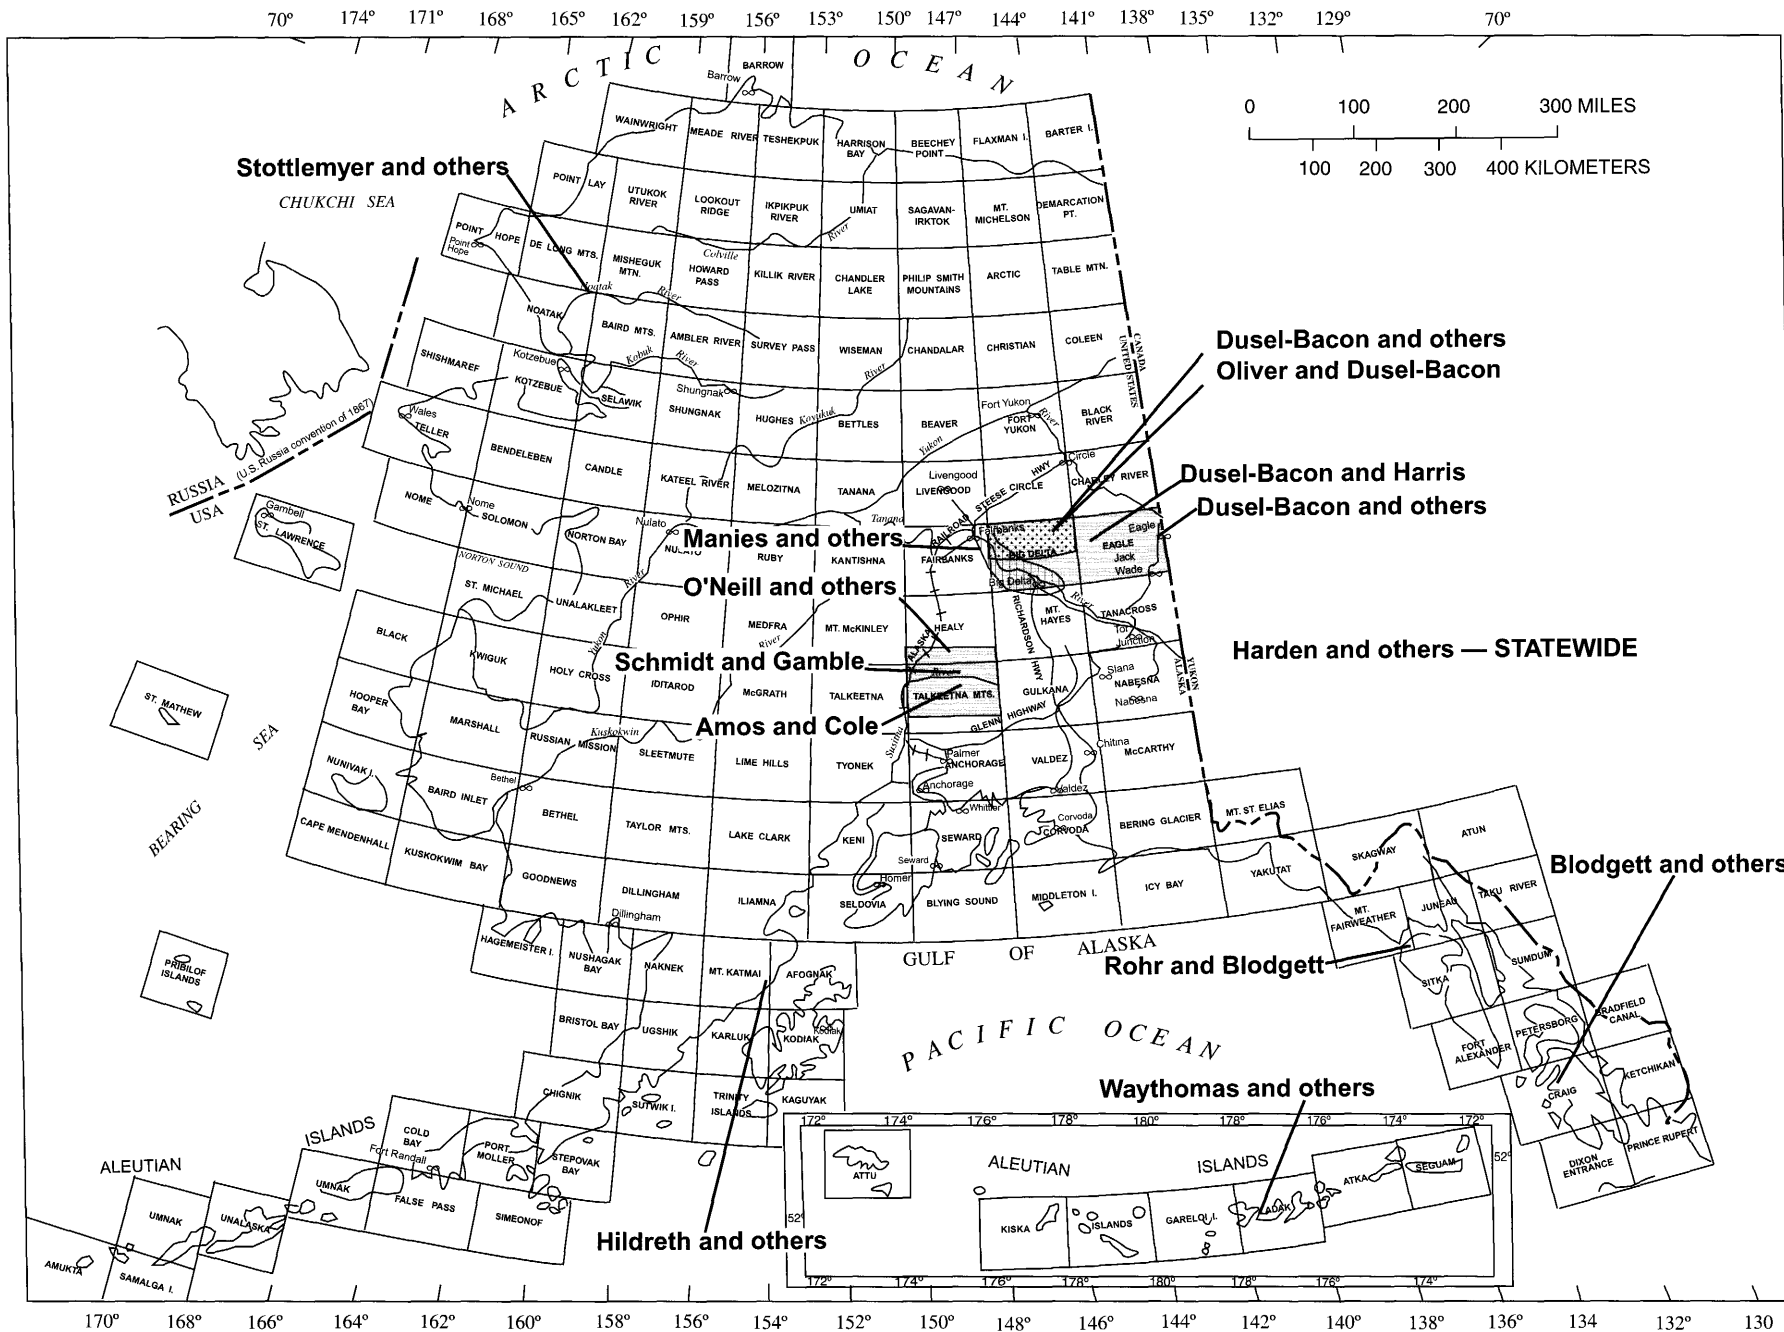 70° 174° 171° 168° 165° 162° 159° 156° 153° 150° 147° 144° 141° 138° 135° 132° 129° 70°
ARCTIC OCEAN
BARROW
Barrow
0 100 200 300 MILES
100 200 300 400 KILOMETERS
WAINWRIGHT MEADE RIVER TESHEKPUK HARRISON BAY BEECHEY POINT FLAXMAN I. BARTER I.
Stottlemyer and others
CHUKCHI SEA
POINT LAY UTUKOK RIVER LOOKOUT RIDGE IKPIKPUK RIVER UMIAT SAGAVAN-IRKTOK MT. MICHELSON DEMARCATION PT.
River
Colville
POINT HOPE DE LONG MTS. MISHEGUK MTN. HOWARD PASS KILLIK RIVER CHANDLER LAKE PHILIP SMITH MOUNTAINS ARCTIC TABLE MTN.
Point Hope
Noatak River
NOATAK BAIRD MTS. AMBLER RIVER SURVEY PASS WISEMAN CHANDALAR CHRISTIAN COLEEN
CANADA
UNITED STATES
Dusel-Bacon and others
Oliver and Dusel-Bacon
Kotzebue
Kobuk River
River
SHISHMAREF KOTZEBUE SELAWIK SHUNGNAK HUGHES BETTLES BEAVER FORT YUKON BLACK RIVER
Shungnak
Koyukuk
Fort Yukon
River
Yukon
Wales
TELLER BENDELEBEN CANDLE KATEEL RIVER MELOZITNA TANANA LIVENGOOD CIRCLE CHARLEY RIVER
Livengood
STEESE HWY
Circle
RUSSIA (U.S. Russia convention of 1867)
USA
Dusel-Bacon and Harris
Dusel-Bacon and others
Gambell
ST. LAWRENCE
NOME SOLOMON NORTON BAY NULATO RUBY KANTISHNA FAIRBANKS BIG DELTA EAGLE
Nome
Nulato
Tanana
RAILROAD
Fairbanks
Eagle
Jack
Wade
Manies and others
NORTON SOUND
Big Delta
River
O'Neill and others
ST. MICHAEL UNALAKLEET OPHIR MEDFRA MT. McKINLEY HEALY MT. HAYES TANACROSS
River
Yukon
River
ALASKA
RICHARDSON HWY
Tot Junction
Harden and others — STATEWIDE
YUKON
ALASKA
Schmidt and Gamble
River
BLACK KWIGUK HOLY CROSS IDITAROD McGRATH TALKEETNA TALKEETNA MTS. GULKANA NABESNA
Slana
Nabesna
GLENN HIGHWAY
Amos and Cole
ST. MATHEW
BEARING SEA
HOOPER BAY MARSHALL RUSSIAN MISSION SLEETMUTE LIME HILLS TYONEK ANCHORAGE VALDEZ McCARTHY
Kuskokwin
Susitna
Palmer
Chitina
Anchorage
Valdez
Whittier
Bethel
NUNIVAK I. BAIRD INLET BETHEL TAYLOR MTS. LAKE CLARK KENI SEWARD CORVODA BERING GLACIER MT. ST. ELIAS
Corvoda
Seward
Homer
SKAGWAY ATUN
CAPE MENDENHALL KUSKOKWIM BAY GOODNEWS DILLINGHAM ILIAMNA SELDOVIA BLYING SOUND MIDDLETON I. ICY BAY YAKUTAT
Dillingham
Blodgett and others
MT. FAIRWEATHER JUNEAU TAKU RIVER
PRIBILOF ISLANDS
HAGEMEISTER I. NUSHAGAK BAY NAKNEK MT. KATMAI AFOGNAK
GULF OF ALASKA
Rohr and Blodgett
SITKA SUMDUM
BRISTOL BAY UGSHIK KARLUK KODIAK
Kodiak
PACIFIC OCEAN
FORT ALEXANDER PETERSBORG BRADFIELD CANAL
CHIGNIK SUTWIK I. TRINITY ISLANDS KAGUYAK
Waythomas and others
CRAIG KETCHIKAN
DIXON ENTRANCE PRINCE RUPERT
ALEUTIAN ISLANDS
COLD BAY PORT MOLLER STEPOVAK BAY
Fort Randall
UMNAK FALSE PASS SIMEONOF
UMNAK UNALASKA
AMUKTA SAMALGA I.
Hildreth and others
172° 174° 176° 178° 180° 178° 176° 174° 172°
ALEUTIAN ISLANDS
52°
ATTU
KISKA ISLANDS GARELOI I. ADAK ATKA SEGUAM
52°
172° 174° 176° 178° 180° 178° 176° 174°
170° 168° 166° 164° 162° 160° 158° 156° 154° 152° 150° 148° 146° 144° 142° 140° 138° 136° 134 132° 130